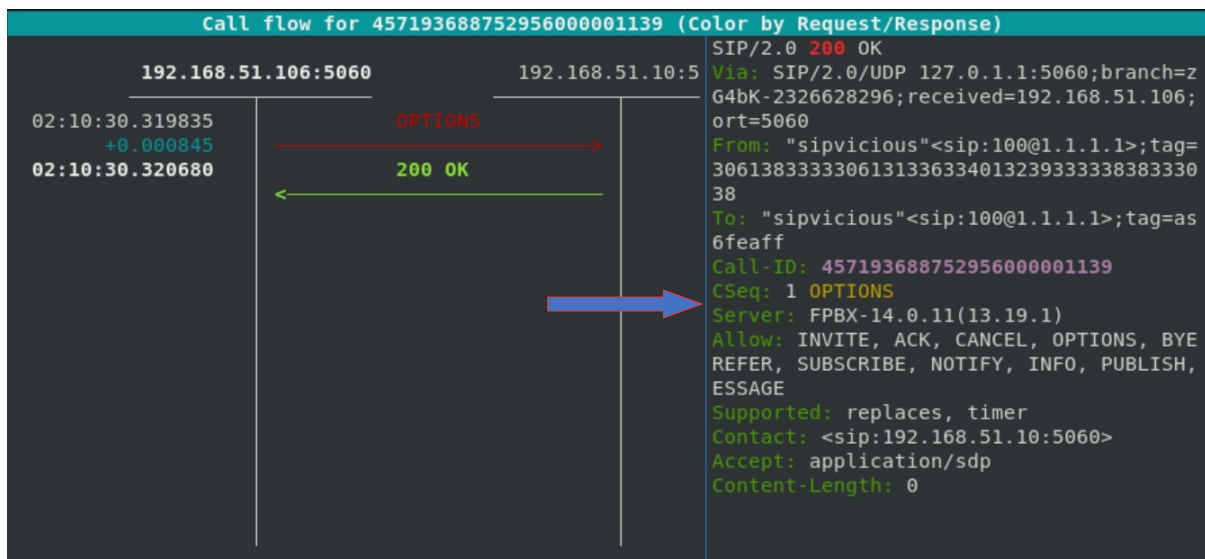 Call flow for 4571936887529560000001139 (Color by Request/Response)
192.168.51.106:5060
192.168.51.10:5
02:10:30.319835
OPTIONS
+0.000845
02:10:30.320680
200 OK
SIP/2.0 200 OK
Via: SIP/2.0/UDP 127.0.1.1:5060;branch=z
G4bK-2326628296;received=192.168.51.106;
ort=5060
From: "sipvicious"<sip:100@1.1.1.1>;tag=
3061383333306131336334013239333338383330
38
To: "sipvicious"<sip:100@1.1.1.1>;tag=as
6feaff
Call-ID: 457193688752956000001139
CSeq: 1 OPTIONS
Server: FPBX-14.0.11(13.19.1)
Allow: INVITE, ACK, CANCEL, OPTIONS, BYE
REFER, SUBSCRIBE, NOTIFY, INFO, PUBLISH,
ESSAGE
Supported: replaces, timer
Contact: <sip:192.168.51.10:5060>
Accept: application/sdp
Content-Length: 0